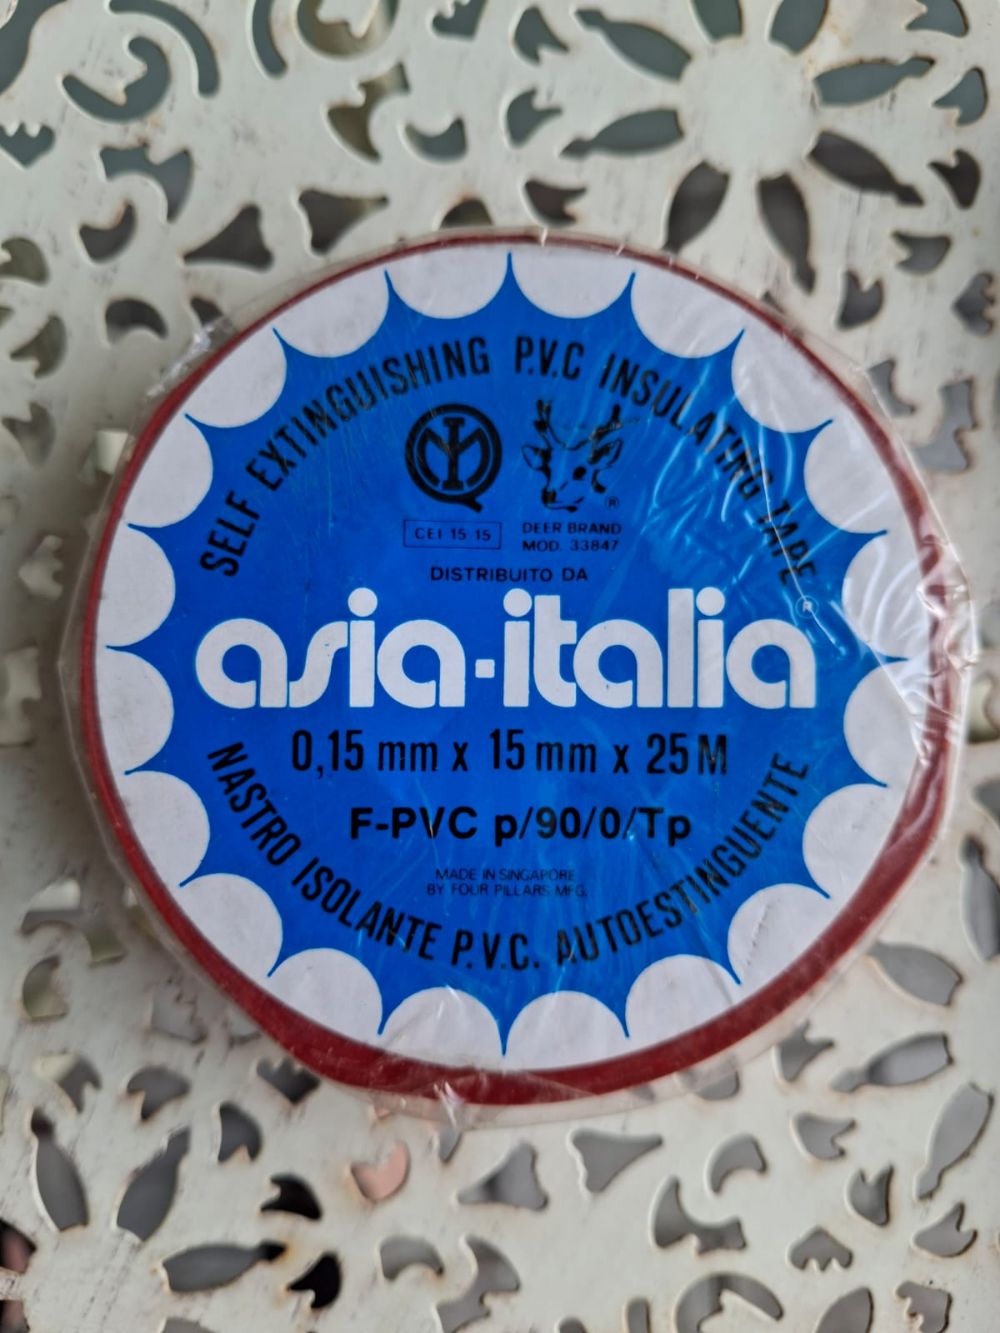 SELF EXTINGUISHING P.V.C INSULATING TAPE
IMQ
CEI 15 15
DEER BRAND ®
MOD. 33847
DISTRIBUITO DA
asia-italia ®
0,15 mm x 15 mm x 25 M
F-PVC p/90/0/Tp
MADE IN SINGAPORE
BY FOUR PILLARS MFG.
NASTRO ISOLANTE P.V.C. AUTOESTINGUENTE